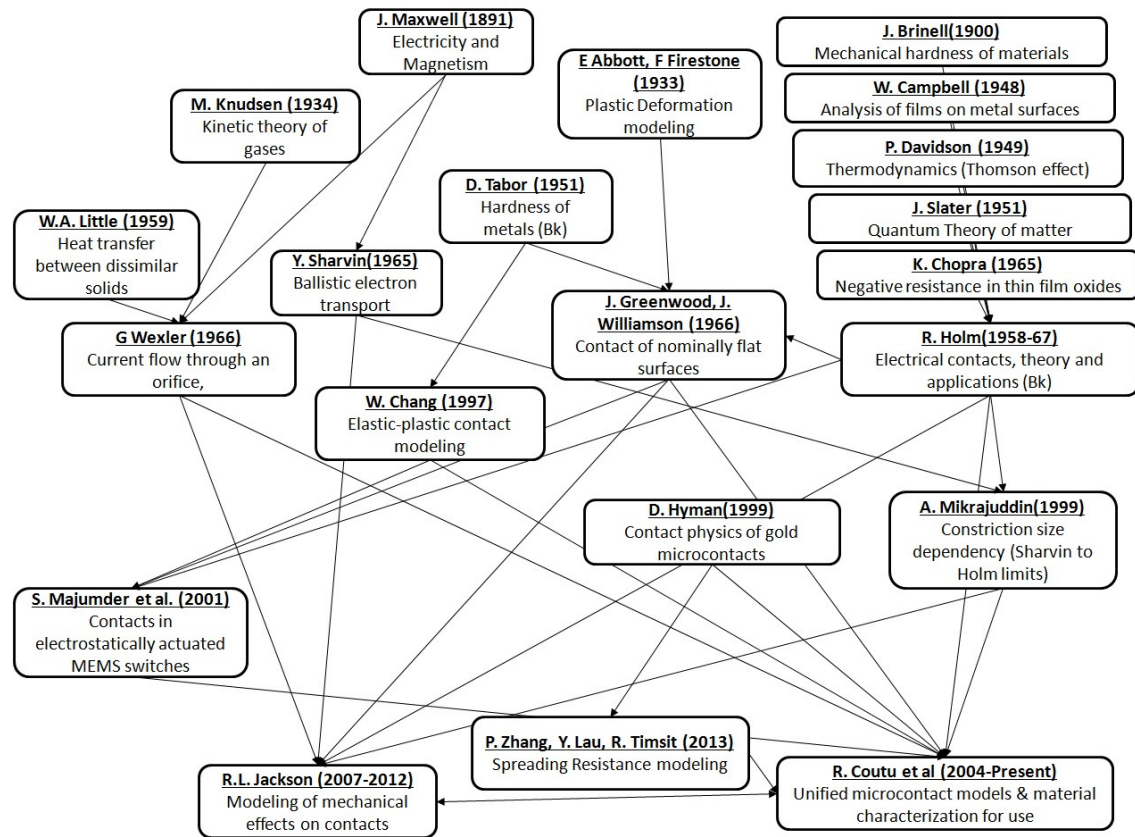 J. Maxwell (1891)
Electricity and
Magnetism
J. Brinell(1900)
Mechanical hardness of materials
E Abbott, F Firestone
(1933)
Plastic Deformation
modeling
W. Campbell (1948)
Analysis of films on metal surfaces
M. Knudsen (1934)
Kinetic theory of
gases
P. Davidson (1949)
Thermodynamics (Thomson effect)
D. Tabor (1951)
Hardness of
metals (Bk)
J. Slater (1951)
Quantum Theory of matter
W.A. Little (1959)
Heat transfer
between dissimilar
solids
Y. Sharvin(1965)
Ballistic electron
transport
K. Chopra (1965)
Negative resistance in thin film oxides
J. Greenwood, J.
Williamson (1966)
Contact of nominally flat
surfaces
G Wexler (1966)
Current flow through an
orifice,
R. Holm(1958-67)
Electrical contacts, theory and
applications (Bk)
W. Chang (1997)
Elastic-plastic contact
modeling
D. Hyman(1999)
Contact physics of gold
microcontacts
A. Mikrajuddin(1999)
Constriction size
dependency (Sharvin to
Holm limits)
S. Majumder et al. (2001)
Contacts in
electrostatically actuated
MEMS switches
P. Zhang, Y. Lau, R. Timsit (2013)
Spreading Resistance modeling
R.L. Jackson (2007-2012)
Modeling of mechanical
effects on contacts
R. Coutu et al (2004-Present)
Unified microcontact models & material
characterization for use